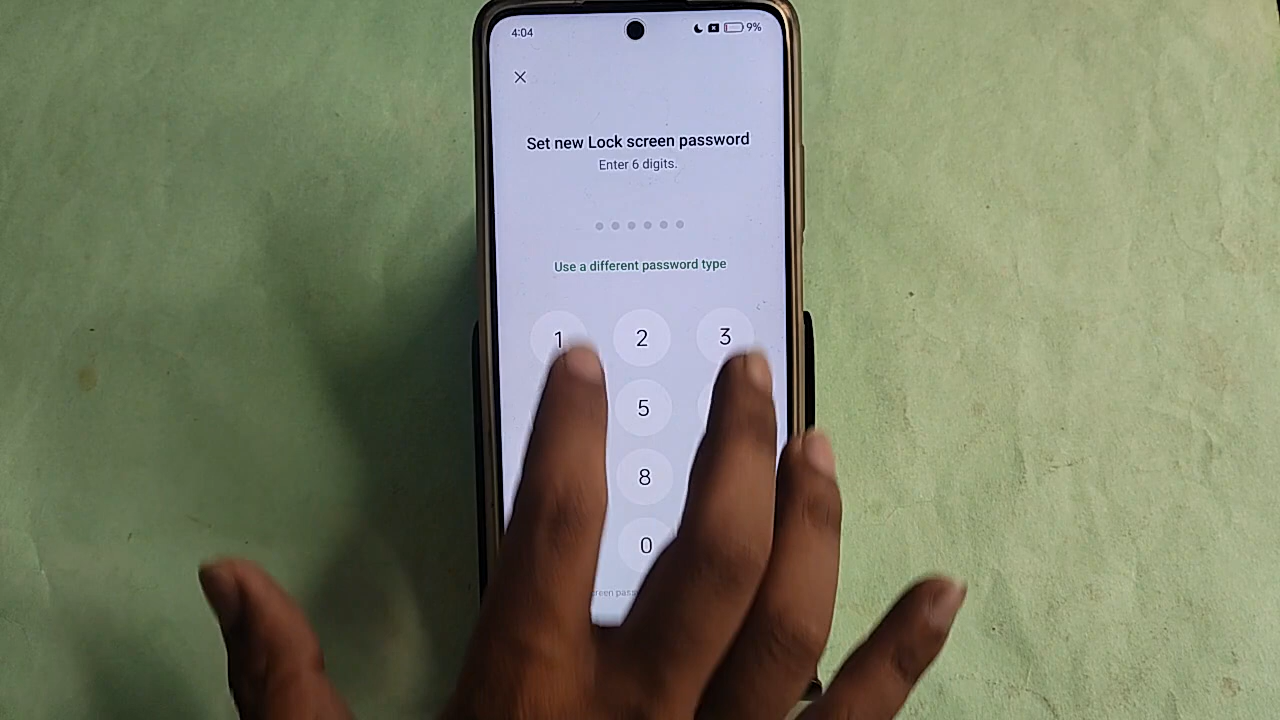 4:04
9%
Set new Lock screen password
Enter 6 digits.
Use a different password type
1 2 3
5
8
0